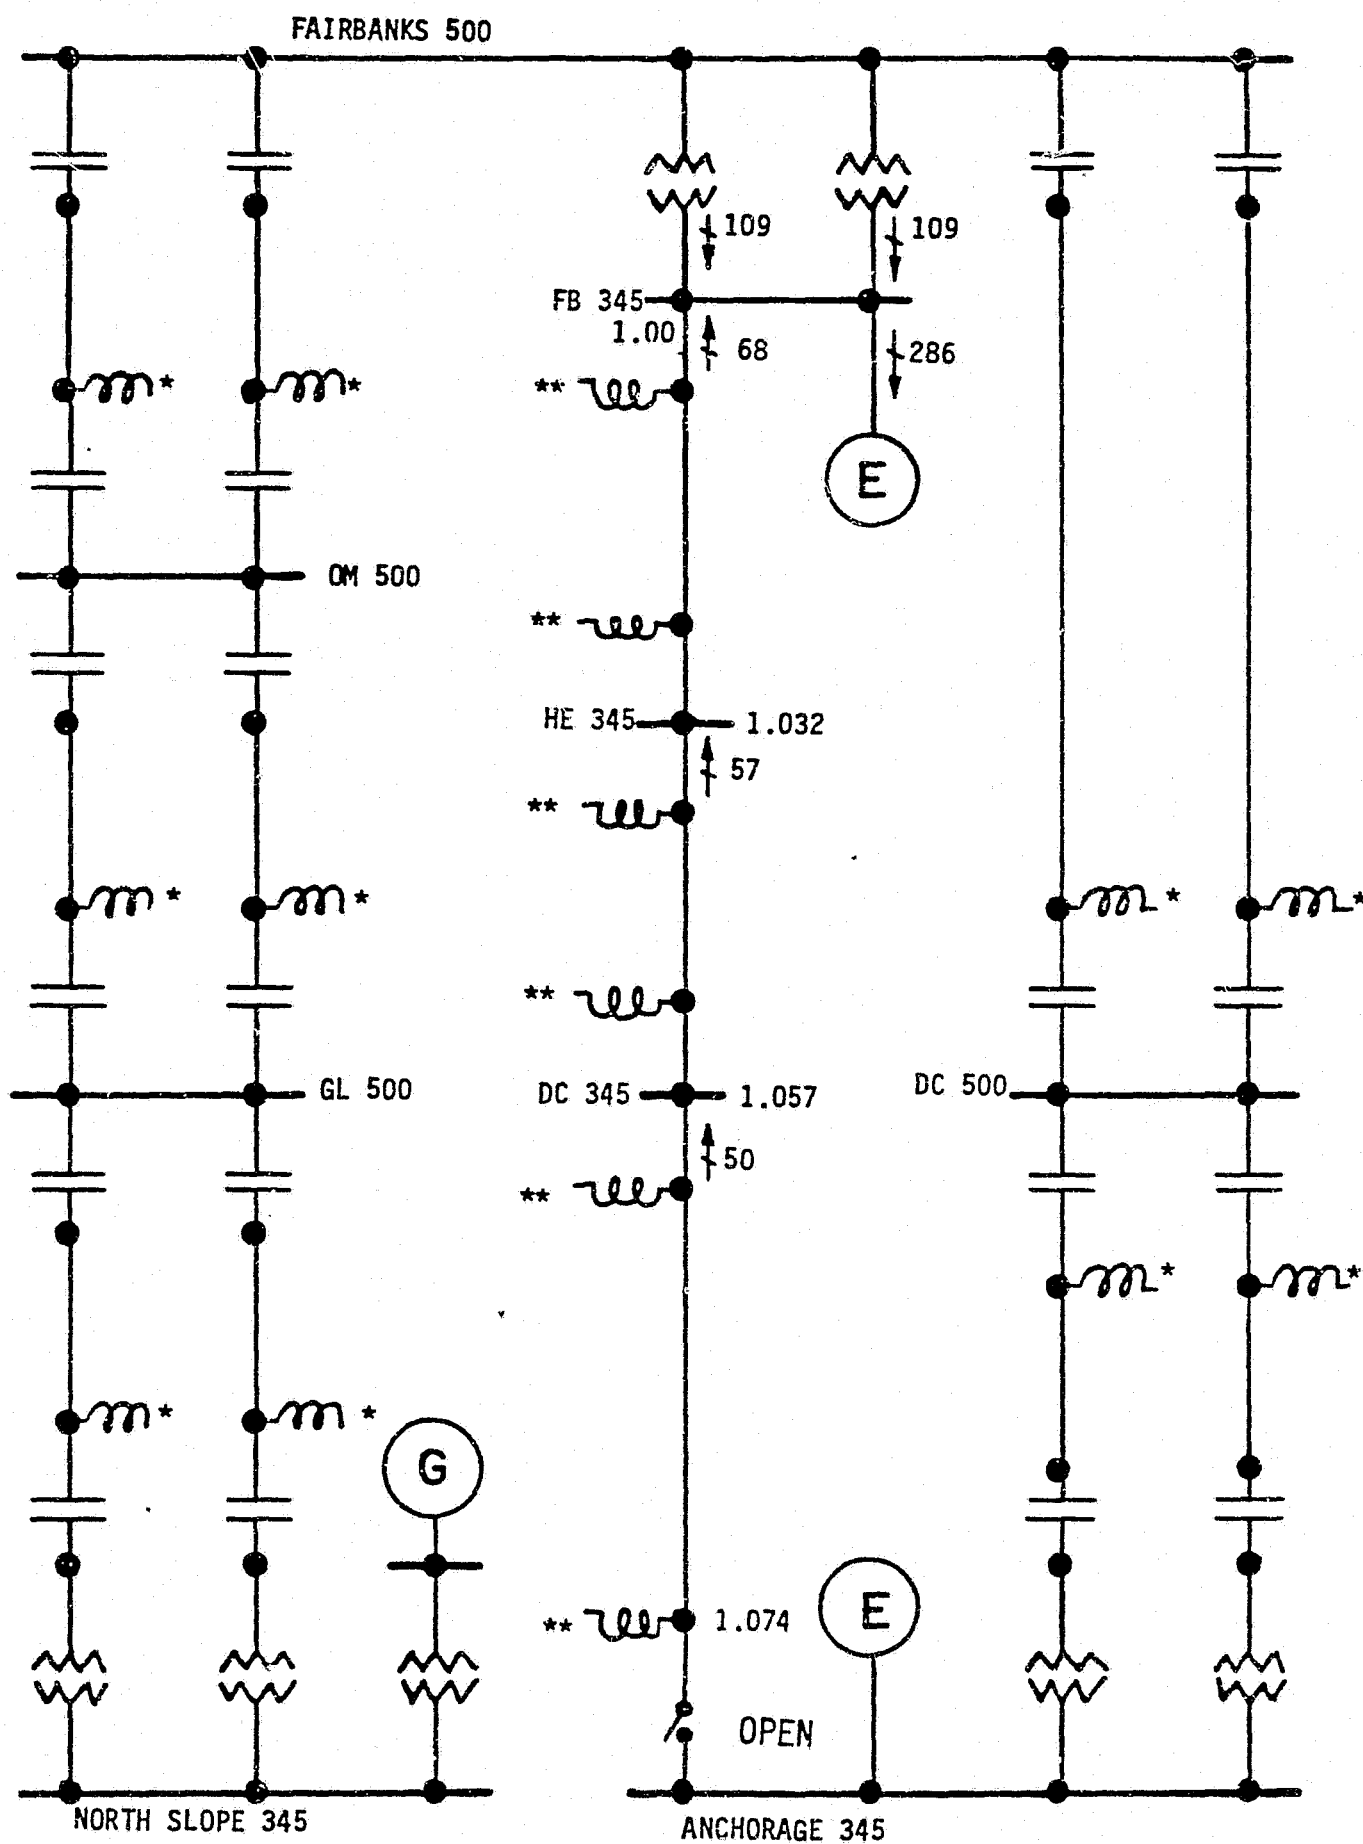 FAIRBANKS 500
109
109
FB 345
1.00
68
286
*
*
**
E
OM 500
**
HE 345
1.032
57
**
*
*
*
*
**
GL 500
DC 345
1.057
DC 500
50
**
*
*
*
*
G
E
**
1.074
OPEN
NORTH SLOPE 345
ANCHORAGE 345